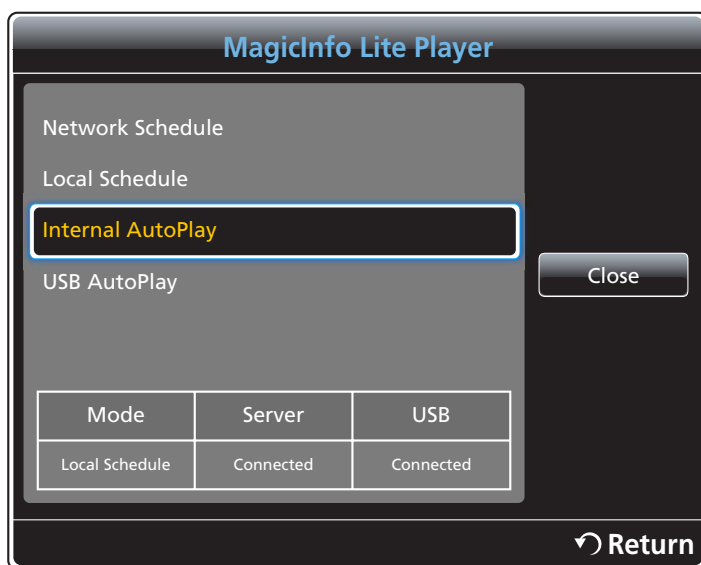 MagicInfo Lite Player
Network Schedule
Local Schedule
Internal AutoPlay
USB AutoPlay
Close
Mode Server USB
Local Schedule Connected Connected
Return